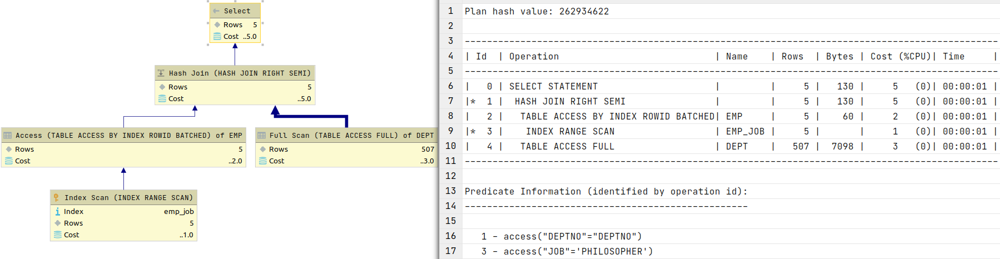 Select
Rows 5
Cost ..5.0
Hash Join (HASH JOIN RIGHT SEMI)
Rows 5
Cost ..5.0
Access (TABLE ACCESS BY INDEX ROWID BATCHED) of EMP
Rows 5
Cost ..2.0
Full Scan (TABLE ACCESS FULL) of DEPT
Rows 507
Cost ..3.0
Index Scan (INDEX RANGE SCAN)
Index emp_job
Rows 5
Cost ..1.0
1 Plan hash value: 262934622
2
3 ------------------------------------------------------------------------------------------------
4 | Id  | Operation                            | Name    | Rows  | Bytes | Cost (%CPU)| Time     |
5 ------------------------------------------------------------------------------------------------
6 |   0 | SELECT STATEMENT                     |         |     5 |   130 |     5   (0)| 00:00:01 |
7 |*  1 |  HASH JOIN RIGHT SEMI                |         |     5 |   130 |     5   (0)| 00:00:01 |
8 |   2 |   TABLE ACCESS BY INDEX ROWID BATCHED| EMP     |     5 |    60 |     2   (0)| 00:00:01 |
9 |*  3 |    INDEX RANGE SCAN                  | EMP_JOB |     5 |       |     1   (0)| 00:00:01 |
10 |   4 |   TABLE ACCESS FULL                  | DEPT    |   507 |  7098 |     3   (0)| 00:00:01 |
11 ------------------------------------------------------------------------------------------------
12
13 Predicate Information (identified by operation id):
14 ---------------------------------------------------
15
16    1 - access("DEPTNO"="DEPTNO")
17    3 - access("JOB"='PHILOSOPHER')